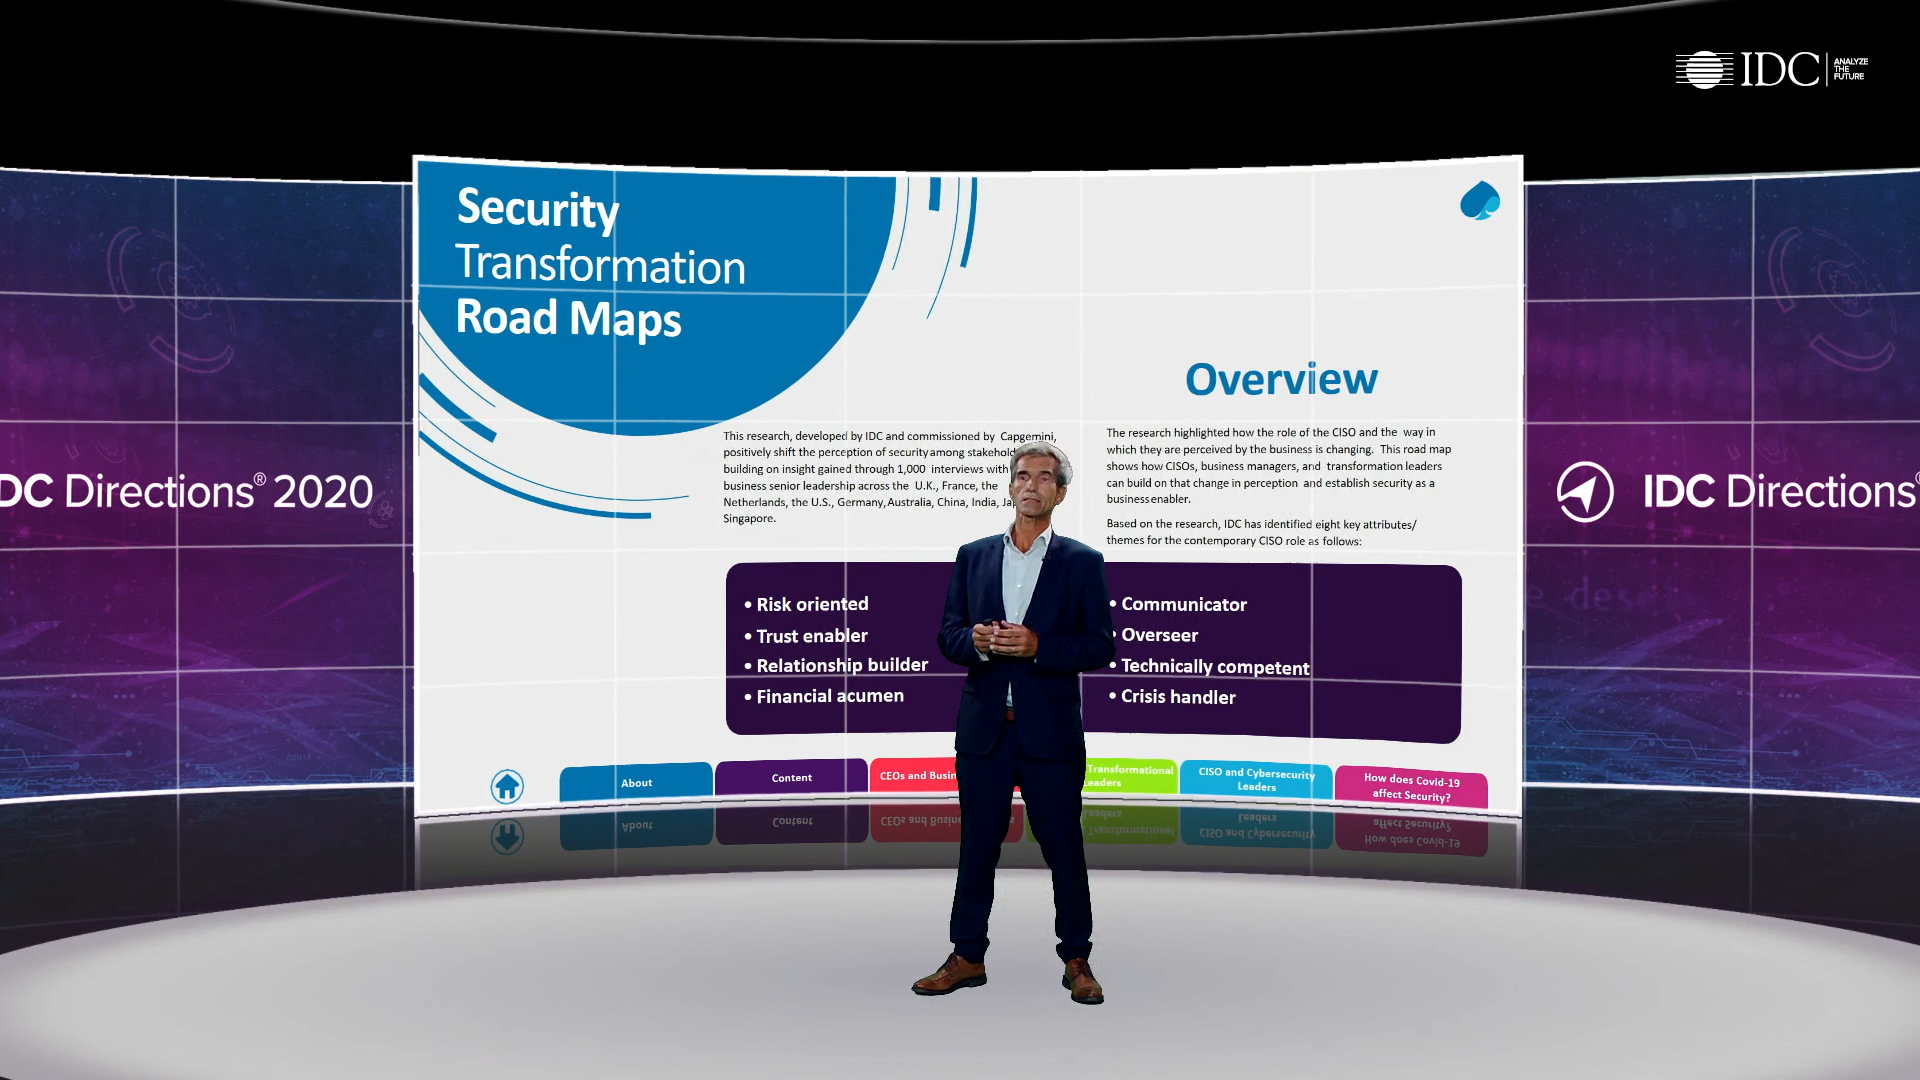 IDC
ANALYZE
THE
FUTURE
Security
Transformation
Road Maps
Overview
This research, developed by IDC and commissioned by Capgemini,
positively shift the perception of security among
building on insight gained through 1,000 interviews with
business senior leadership across the U.K., France, the
Netherlands, the U.S., Germany, Australia, China, India,
Singapore.
The research highlighted how the role of the CISO and the way in
which they are perceived by the business is changing. This road map
shows how CISOs, business managers, and transformation leaders
can build on that change in perception and establish security as a
business enabler.
Based on the research, IDC has identified eight key attributes/
themes for the contemporary CISO role as follows:
• Risk oriented
• Trust enabler
• Relationship builder
• Financial acumen
• Communicator
• Overseer
• Technically competent
• Crisis handler
DC Directions® 2020
IDC Directions®
About
Content
CEOs and
Transformational
Leaders
CISO and Cybersecurity
Leaders
How does Covid-19
affect Security?